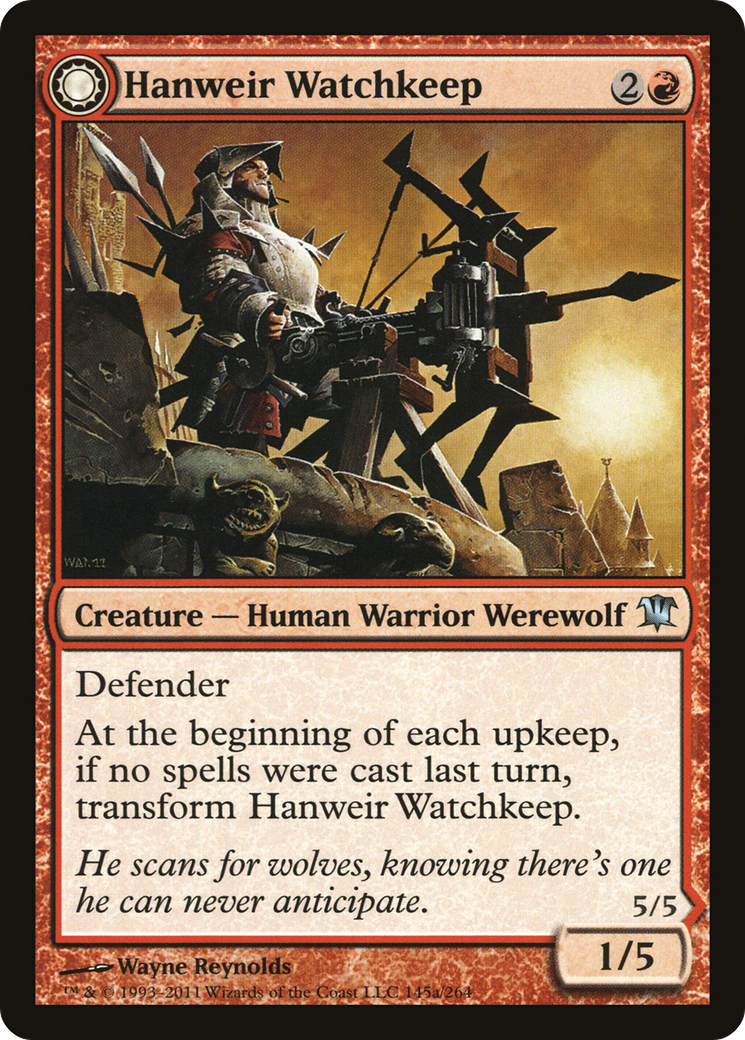 Hanweir Watchkeep 2
WAR.11
Creature — Human Warrior Werewolf
Defender
At the beginning of each upkeep,
if no spells were cast last turn,
transform Hanweir Watchkeep.
He scans for wolves, knowing there's one
he can never anticipate.
5/5
1/5
Wayne Reynolds
™ & © 1993–2011 Wizards of the Coast LLC 145a/264